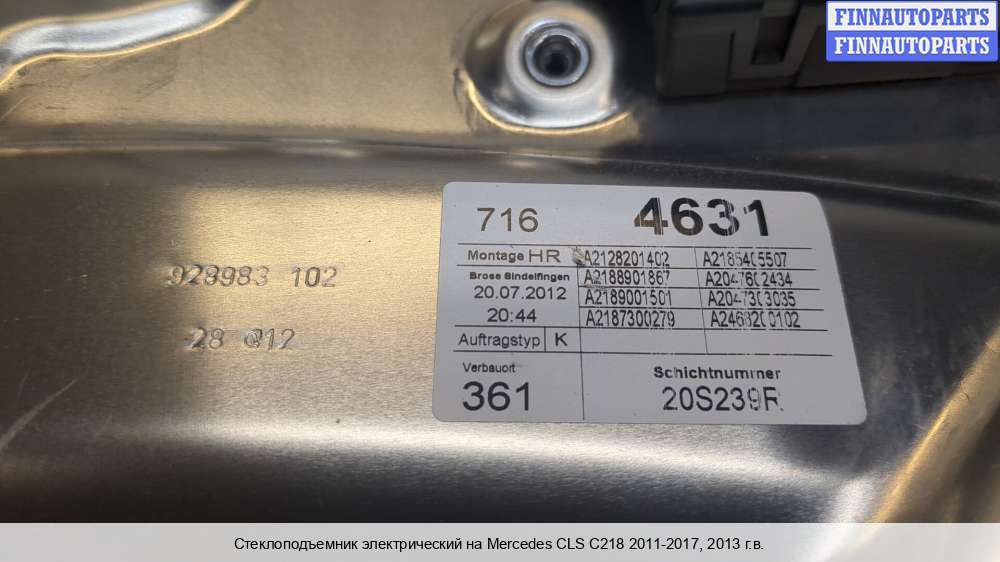 FINNAUTOPARTS
FINNAUTOPARTS
716 4631
Montage HR A2128201402 A2185405507
Brose Sindelfingen A2188901867 A2047602434
20.07.2012 A2189001501 A2047303035
20:44 A2187300279 A2468200102
Auftragstyp K
Verbauort Schichtnummer
361 20S239R
928983 102
28 Q12
Стеклоподъемник электрический на Mercedes CLS C218 2011-2017, 2013 г.в.